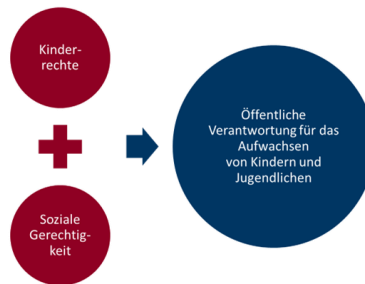 Kinder-
rechte
Soziale
Gerechtig-
keit
Öffentliche
Verantwortung für das
Aufwachsen
von Kindern und
Jugendlichen